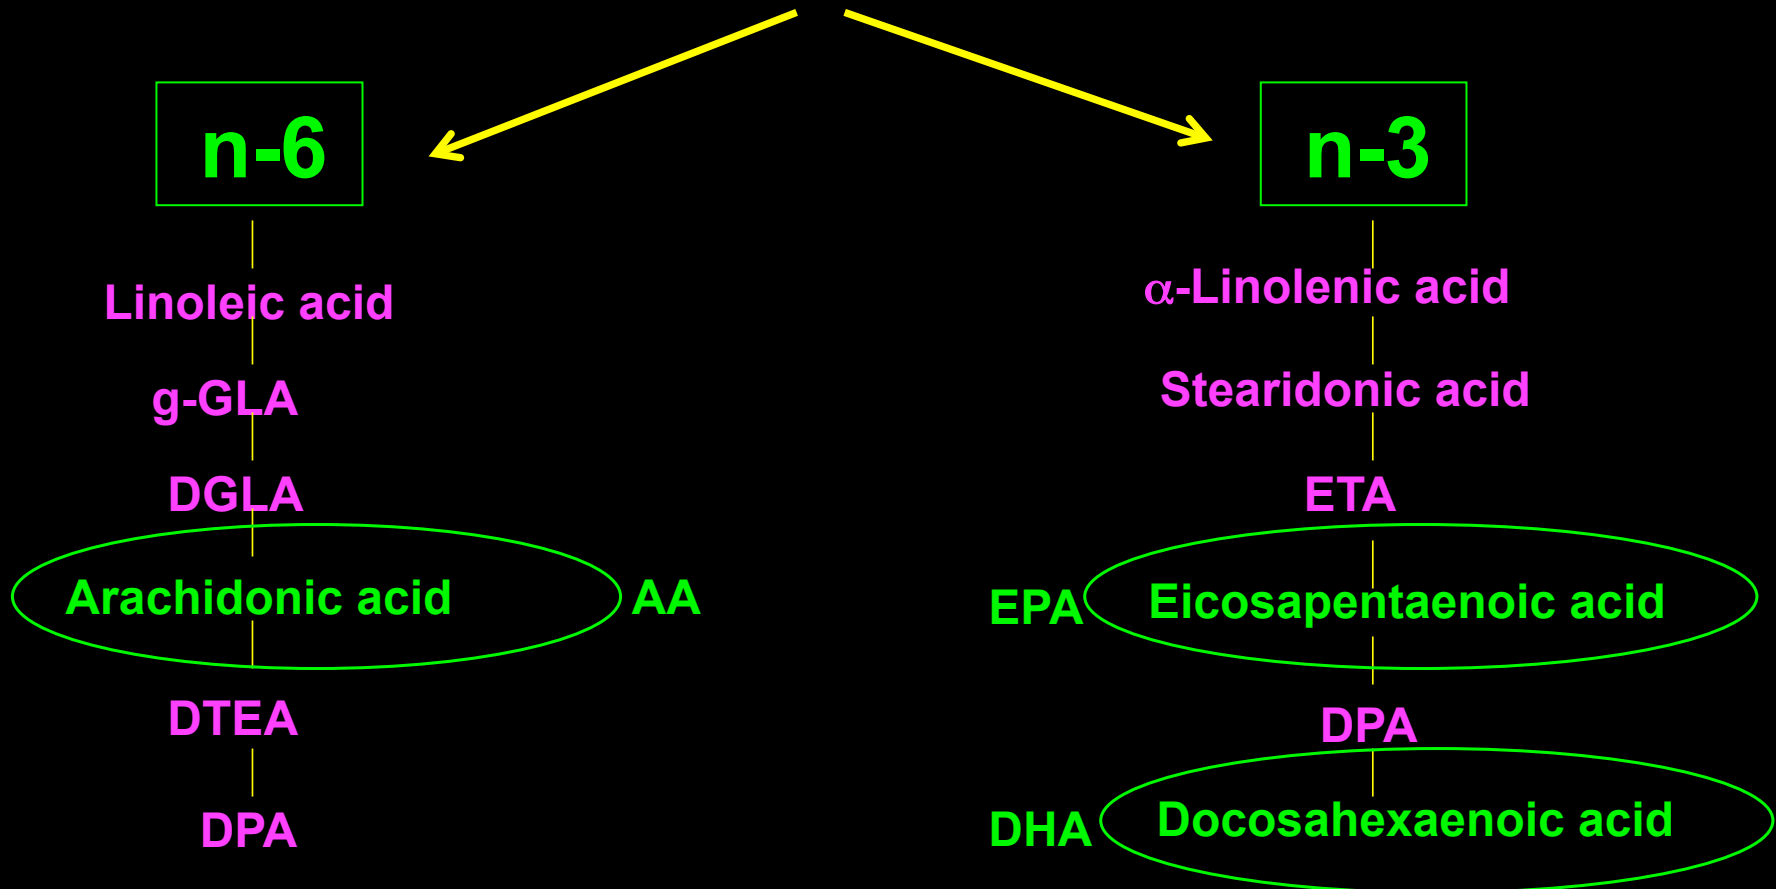 n-6
Linoleic acid
g-GLA
DGLA
Arachidonic acid
AA
DTEA
DPA
n-3
α-Linolenic acid
Stearidonic acid
ETA
EPA
Eicosapentaenoic acid
DPA
DHA
Docosahexaenoic acid